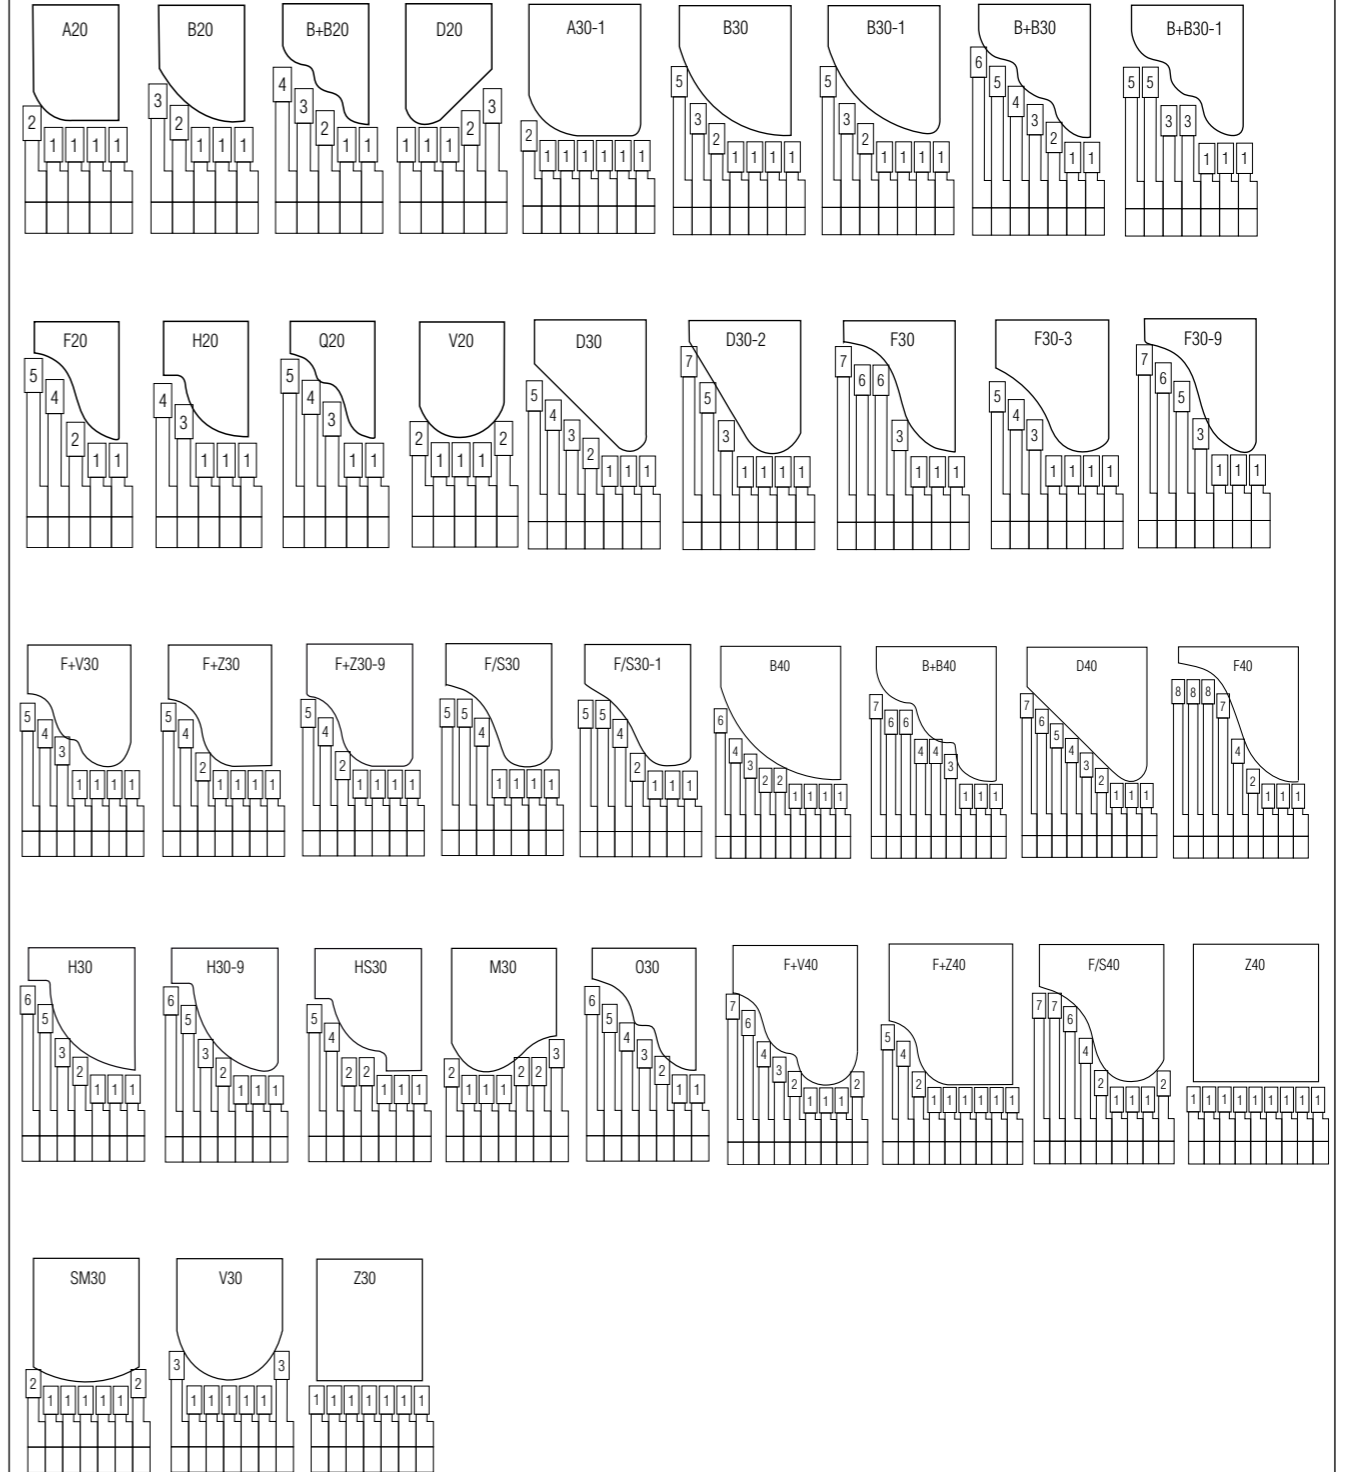 A20 B20 B+B20 D20 A30-1 B30 B30-1 B+B30 B+B30-1
2 1 1 1 1
3 2 1 1 1
4 3 2 1 1
1 1 1 2 3
2 1 1 1 1 1 1
5 3 2 1 1 1 1
5 3 2 1 1 1 1
6 5 4 3 2 1 1
5 5 3 3 1 1 1
F20 H20 Q20 V20 D30 D30-2 F30 F30-3 F30-9
5 4 2 1 1
4 3 1 1 1
5 4 3 1 1
2 1 1 1 2
5 4 3 2 1 1 1
7 5 3 1 1 1 1
7 6 6 3 1 1 1
5 4 3 1 1 1 1
7 6 5 3 1 1 1
F+V30 F+Z30 F+Z30-9 F/S30 F/S30-1 B40 B+B40 D40 F40
5 4 3 1 1 1 1
5 4 2 1 1 1 1
5 4 2 1 1 1 1
5 5 4 1 1 1 1
5 5 4 2 1 1 1
6 4 3 2 2 1 1 1 1
7 6 6 4 4 3 1 1 1
7 6 5 4 3 2 1 1 1
8 8 8 7 4 2 1 1 1
H30 H30-9 HS30 M30 O30 F+V40 F+Z40 F/S40 Z40
6 5 3 2 1 1 1
6 5 3 2 1 1 1
5 4 2 2 1 1 1
2 1 1 1 2 2 3
6 5 4 3 2 1 1
7 6 4 3 2 1 1 1 2
5 4 2 1 1 1 1 1 1
7 7 6 4 2 1 1 1 2
1 1 1 1 1 1 1 1 1
SM30 V30 Z30
2 1 1 1 1 1 2
3 1 1 1 1 1 3
1 1 1 1 1 1 1